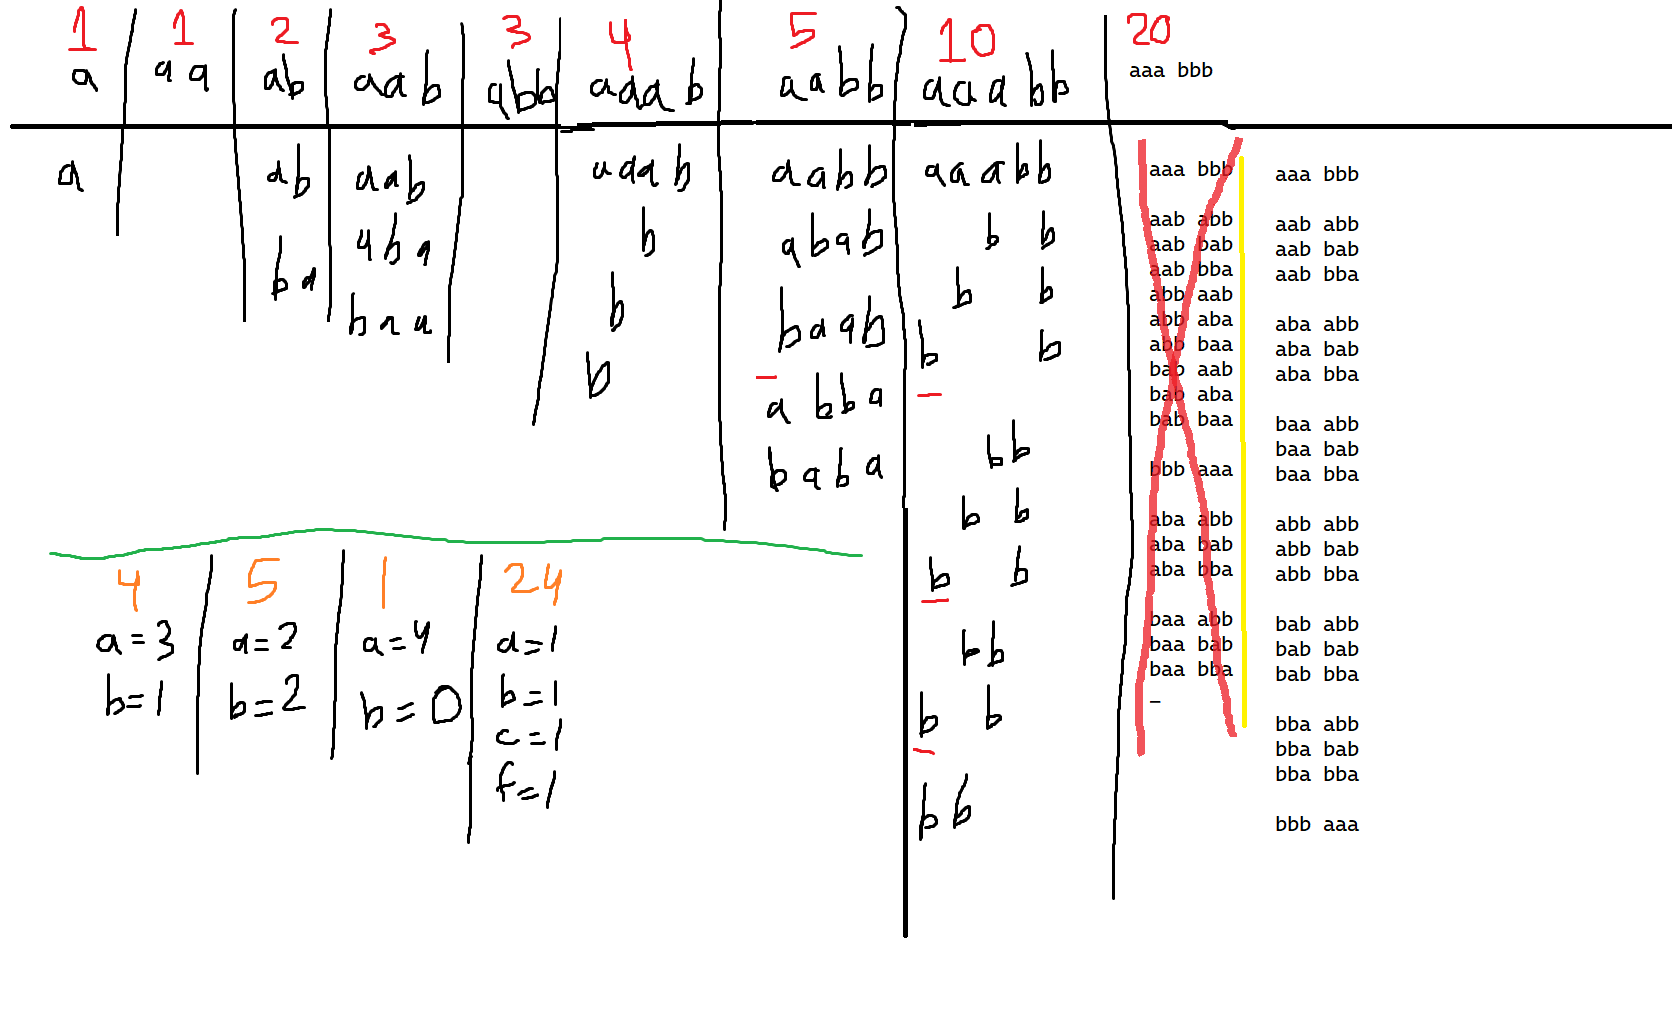 1
a
a
1
a a
2
ab
ab
ba
3
aab
aab
aba
baa
3
abb
4
aaab
aaab
b
b
b
5
aabb
aabb
abab
baab
abba
baba
10
aaabb
aaabb
b b
b b
b b
bb
b b
b b
bb
b b
bb
20
aaa bbb
aaa bbb
aab abb
aab bab
aab bba
abb aab
abb aba
abb baa
bab aab
bab aba
bab baa
bbb aaa
aba abb
aba bab
aba bba
baa abb
baa bab
baa bba
–
aaa bbb
aab abb
aab bab
aab bba
aba abb
aba bab
aba bba
baa abb
baa bab
baa bba
abb abb
abb bab
abb bba
bab abb
bab bab
bab bba
bba abb
bba bab
bba bba
bbb aaa
4
a=3
b=1
5
a=2
b=2
1
a=4
b=0
24
a=1
b=1
c=1
f=1